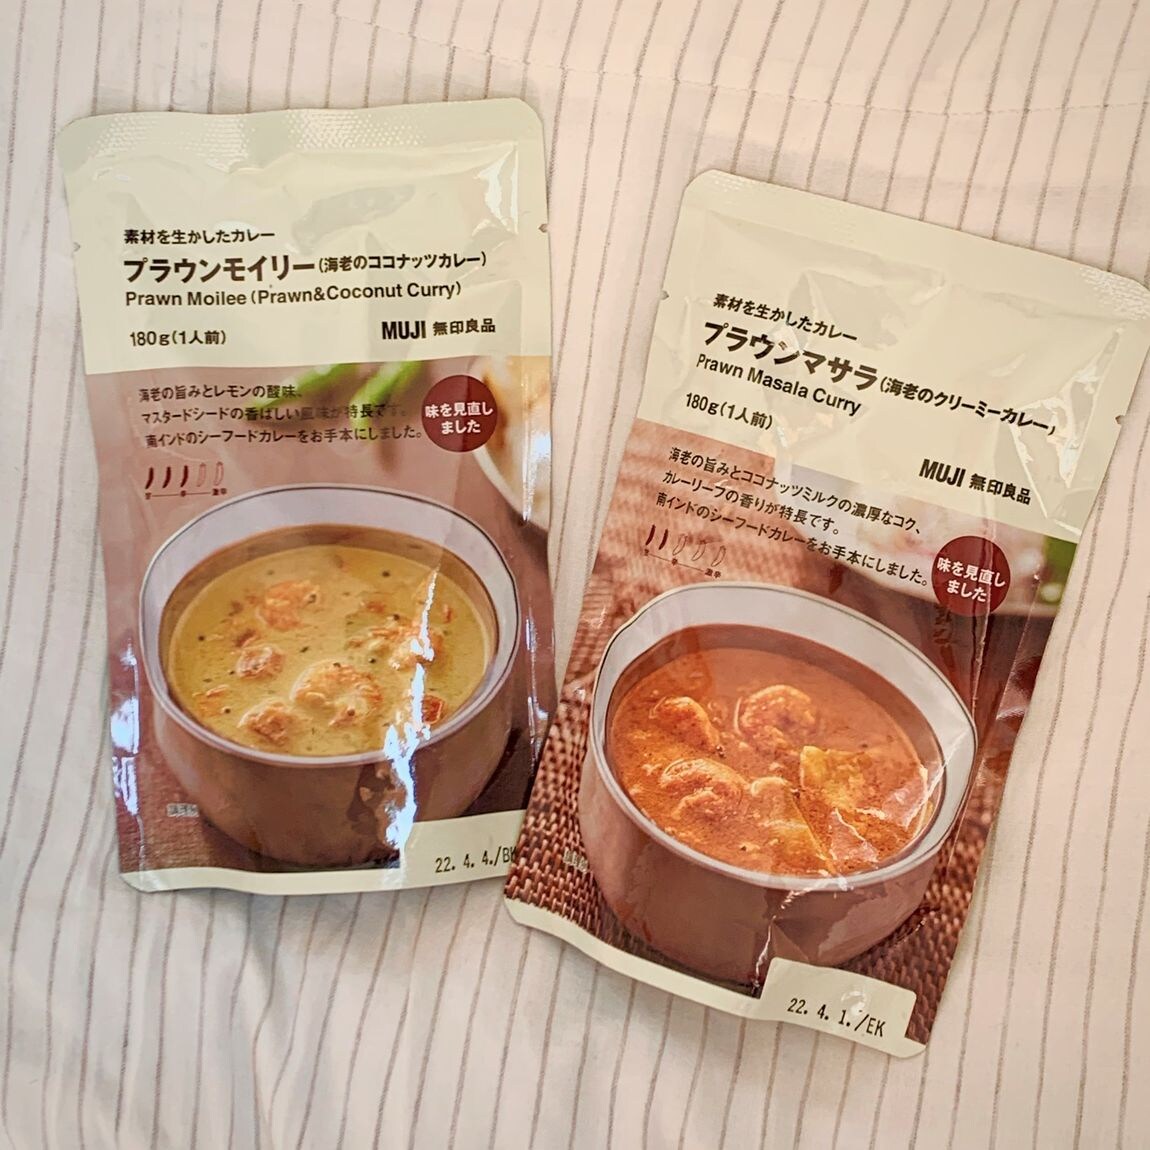 素材を生かしたカレー
プラウンモイリー(海老のココナッツカレー)
Prawn Moilee (Prawn&Coconut Curry)
180g(1人前)
MUJI 無印良品
海老の旨みとレモンの酸味、
マスタードシードの香ばしい風味が特長です。
南インドのシーフードカレーをお手本にしました。
味を見直し
ました
辛 激辛
22. 4. 4./BK
素材を生かしたカレー
プラウンマサラ(海老のクリーミーカレー)
Prawn Masala Curry
180g(1人前)
MUJI 無印良品
海老の旨みとココナッツミルクの濃厚なコク、
カレーリーフの香りが特長です。
南インドのシーフードカレーをお手本にしました。
味を見直し
ました
辛 激辛
22. 4. 1./EK